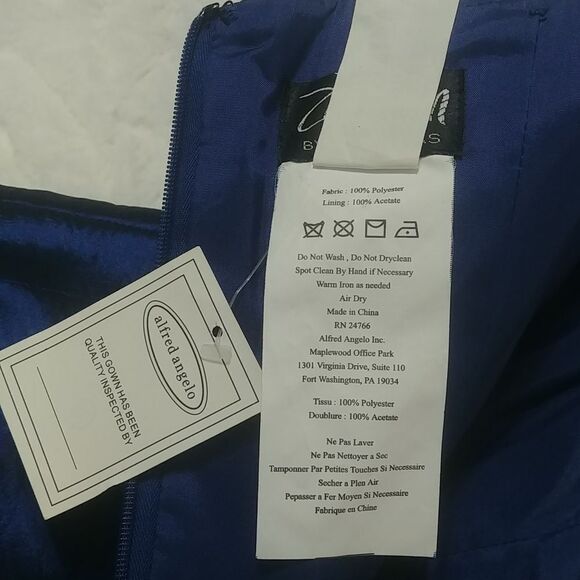 BY
Fabric : 100% Polyester
Lining : 100% Acetate
Do Not Wash , Do Not Dryclean
Spot Clean By Hand if Necessary
Warm Iron as needed
Air Dry
Made in China
RN 24766
Alfred Angelo Inc.
Maplewood Office Park
1301 Virginia Drive, Suite 110
Fort Washington, PA 19034
Tissu : 100% Polyester
Doublure : 100% Acetate
Ne Pas Laver
Ne Pas Nettoyer a Sec
Tamponner Par Petites Touches Si Necessaire
Secher a Plen Air
Pepasser a Fer Moyen Si Necessaire
Fabrique en Chine
alfred angelo
THIS GOWN HAS BEEN
QUALITY INSPECTED BY